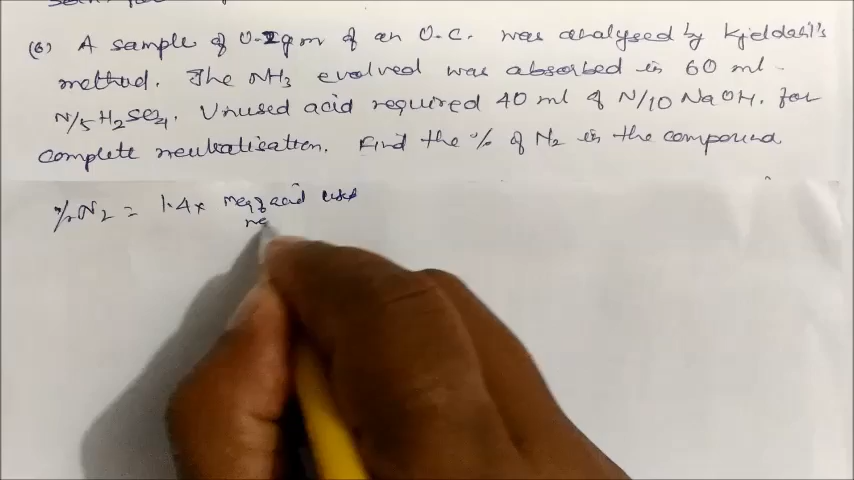 (6) A sample of 0.2gm of an O.C. was analysed by Kjeldahl's
method. The NH3 evolved was absorbed in 60 ml
N/5 H2SO4. Unused acid required 40 ml of N/10 NaOH. for
complete neutralisation. Find the % of N2 in the compound
% N2 = 1.4 x meq of acid used